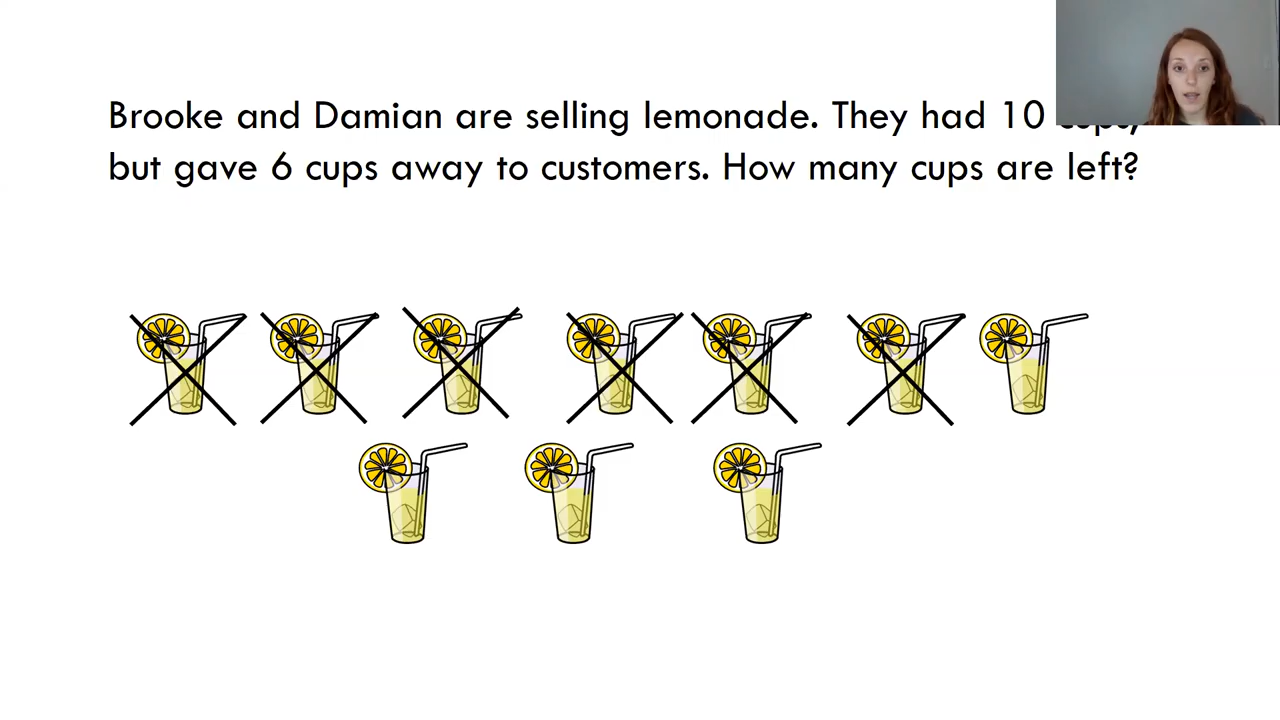 Brooke and Damian are selling lemonade. They had 10
but gave 6 cups away to customers. How many cups are left?